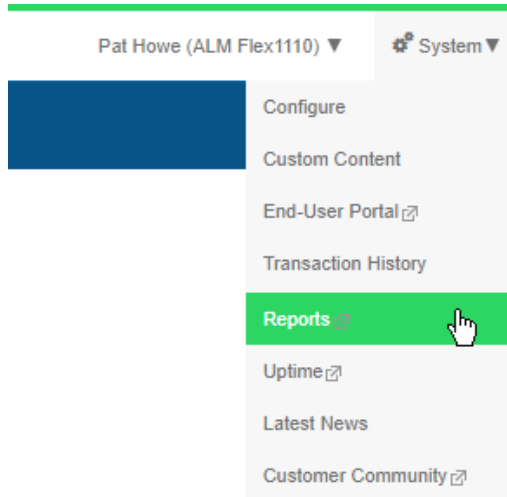 Pat Howe (ALM Flex1110) ▼ System ▼
Configure
Custom Content
End-User Portal
Transaction History
Reports
Uptime
Latest News
Customer Community